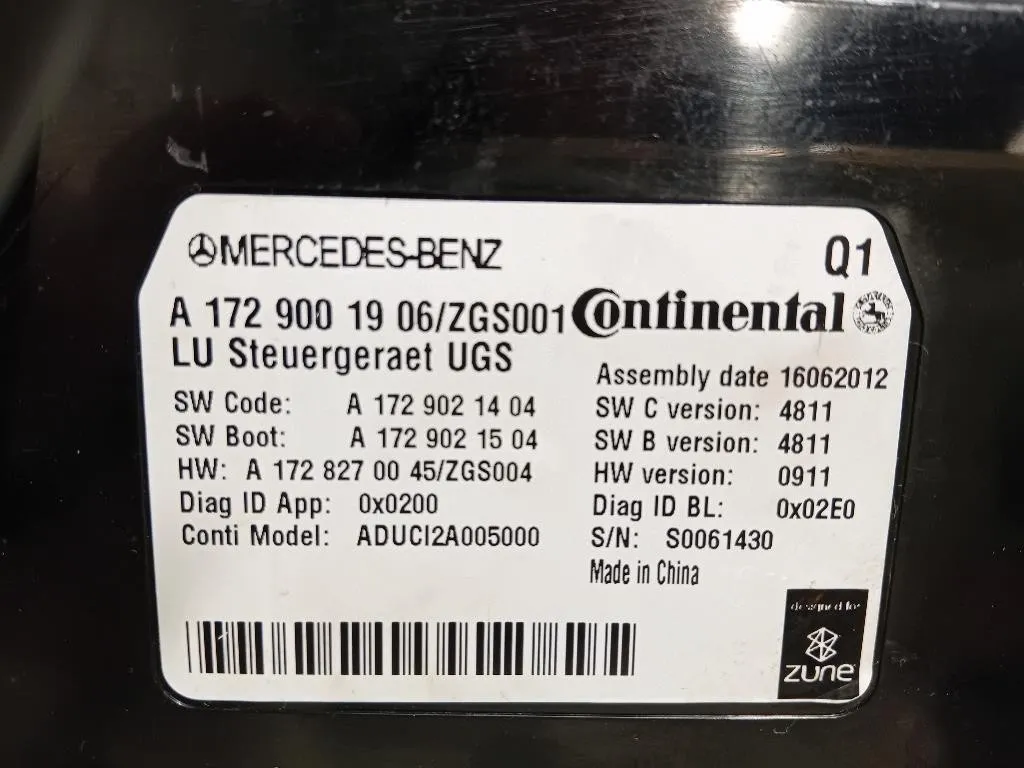 MERCEDES-BENZ
Q1
A 172 900 19 06/ZGS001
Continental
LU Steuergeraet UGS
Assembly date 16062012
SW Code: A 172 902 14 04
SW C version: 4811
SW Boot: A 172 902 15 04
SW B version: 4811
HW: A 172 827 00 45/ZGS004
HW version: 0911
Diag ID App: 0x0200
Diag ID BL: 0x02E0
Conti Model: ADUCI2A005000
S/N: S0061430
Made in China
designed for
zune